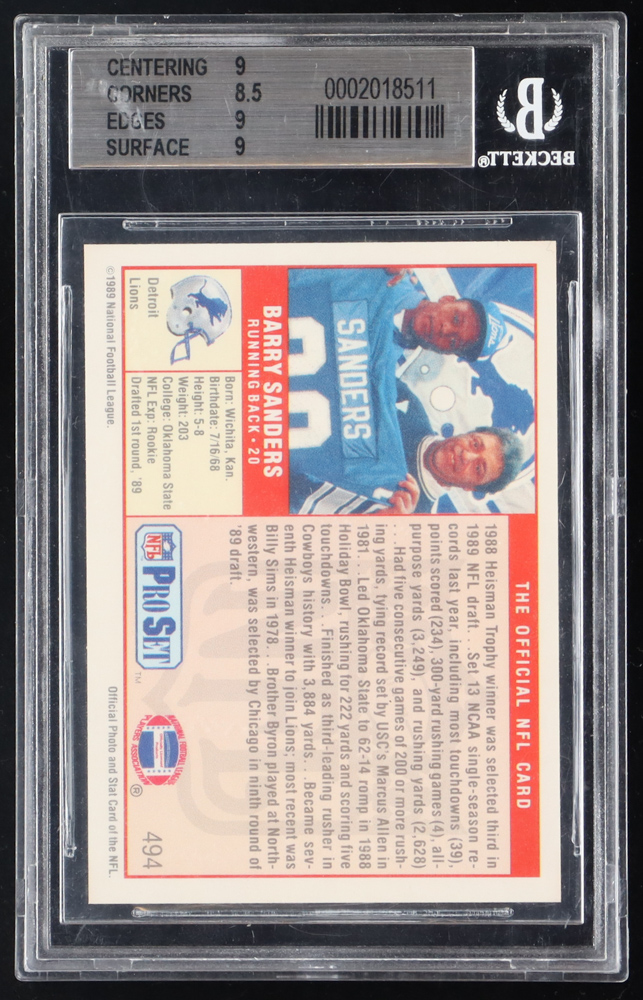 CENTERING 9
CORNERS 8.5
EDGES 9
SURFACE 9
0002018511
BECKETT®
SANDERS
Lions
BARRY SANDERS
RUNNING BACK • 20
Detroit
Lions
Born: Wichita, Kan.
Birthdate: 7/16/68
Height: 5-8
Weight: 203
College: Oklahoma State
NFL Exp: Rookie
Drafted 1st round, '89
©1989 National Football League.
THE OFFICIAL NFL CARD
1988 Heisman Trophy winner was selected third in
1989 NFL draft. . .Set 13 NCAA single-season re-
cords last year, including most touchdowns (39),
points scored (234), 300-yard rushing games (4), all-
purpose yards (3,249), and rushing yards (2,628)
. . .Had five consecutive games of 200 or more rush-
ing yards, tying record set by USC's Marcus Allen in
1981. . .Led Oklahoma State to 62-14 romp in 1988
Holiday Bowl, rushing for 222 yards and scoring five
touchdowns. . .Finished as third-leading rusher in
Cowboys history with 3,884 yards. . .Became sev-
enth Heisman winner to join Lions; most recent was
Billy Sims in 1978. . .Brother Byron played at North-
western, was selected by Chicago in ninth round of
'89 draft.
NFL PRO SET™
NATIONAL FOOTBALL LEAGUE
PLAYERS ASSOCIATION
®
494
Official Photo and Stat Card of the NFL.